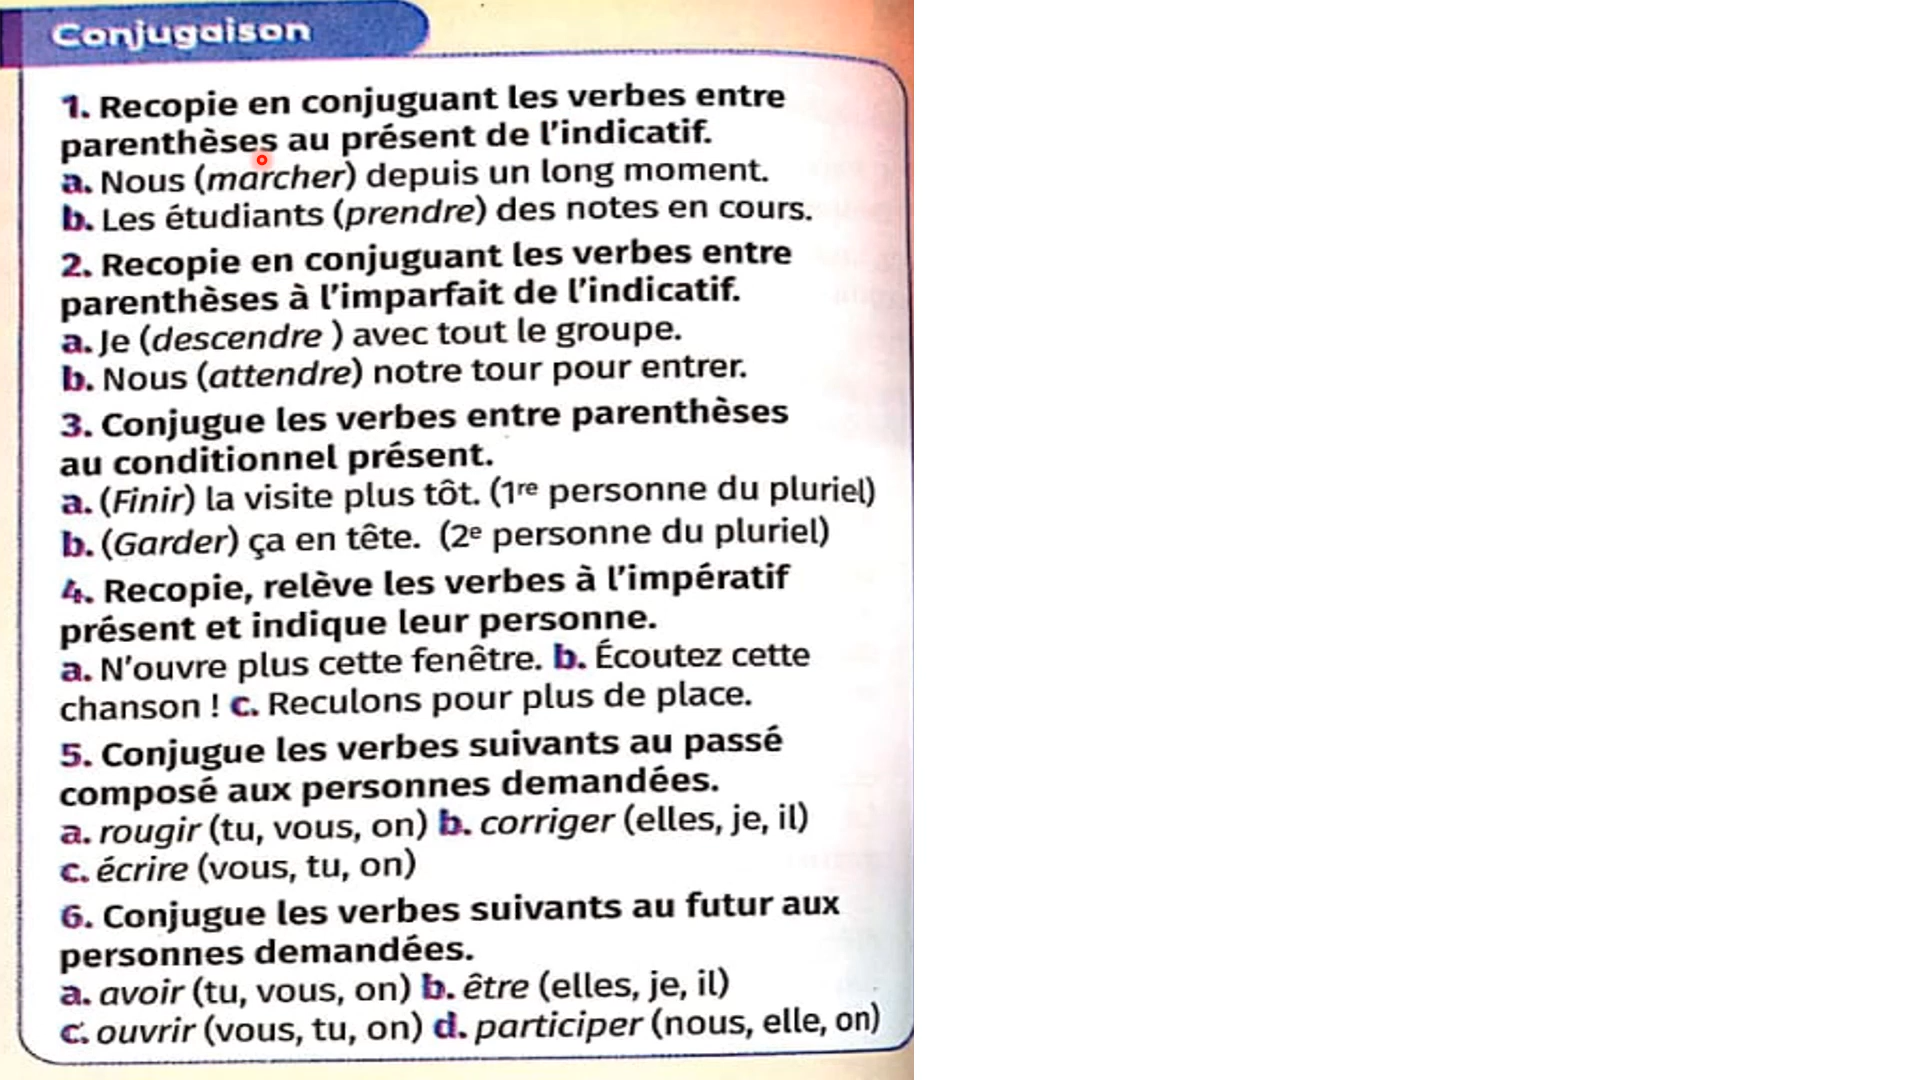 Conjugaison
1. Recopie en conjuguant les verbes entre
parenthèses au présent de l'indicatif.
a. Nous (marcher) depuis un long moment.
b. Les étudiants (prendre) des notes en cours.
2. Recopie en conjuguant les verbes entre
parenthèses à l'imparfait de l'indicatif.
a. Je (descendre ) avec tout le groupe.
b. Nous (attendre) notre tour pour entrer.
3. Conjugue les verbes entre parenthèses
au conditionnel présent.
a. (Finir) la visite plus tôt. (1re personne du pluriel)
b. (Garder) ça en tête. (2e personne du pluriel)
4. Recopie, relève les verbes à l'impératif
présent et indique leur personne.
a. N'ouvre plus cette fenêtre. b. Écoutez cette
chanson ! c. Reculons pour plus de place.
5. Conjugue les verbes suivants au passé
composé aux personnes demandées.
a. rougir (tu, vous, on) b. corriger (elles, je, il)
c. écrire (vous, tu, on)
6. Conjugue les verbes suivants au futur aux
personnes demandées.
a. avoir (tu, vous, on) b. être (elles, je, il)
c. ouvrir (vous, tu, on) d. participer (nous, elle, on)